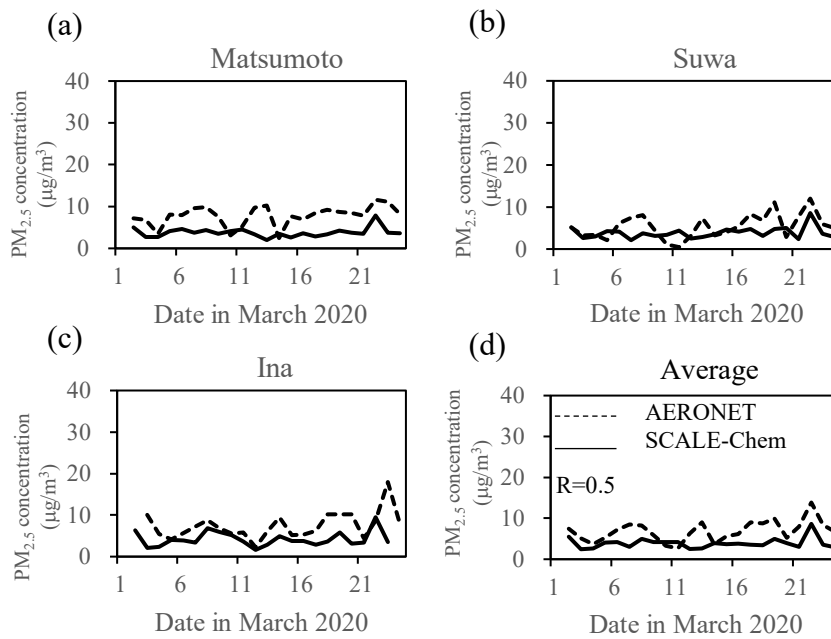 (a)
Matsumoto
PM2.5 concentration
(μg/m³)
40
30
20
10
0
1 6 11 16 21
Date in March 2020
(b)
Suwa
PM2.5 concentration
(μg/m³)
40
30
20
10
0
1 6 11 16 21
Date in March 2020
(c)
Ina
PM2.5 concentration
(μg/m³)
40
30
20
10
0
1 6 11 16 21
Date in March 2020
(d)
Average
PM2.5 concentration
(μg/m³)
40
30
20
10
0
AERONET
SCALE-Chem
R=0.5
1 6 11 16 21
Date in March 2020